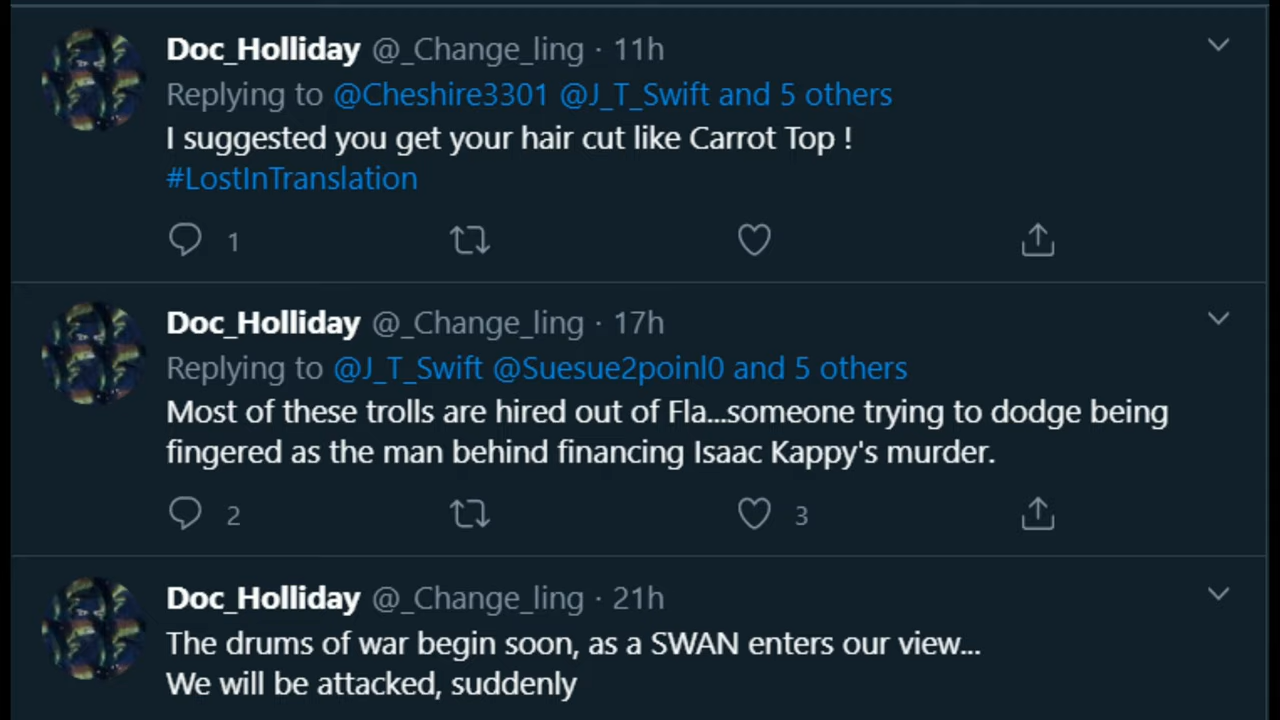 Doc_Holliday @_Change_ling · 11h
Replying to @Cheshire3301 @J_T_Swift and 5 others
I suggested you get your hair cut like Carrot Top !
#LostInTranslation
1
Doc_Holliday @_Change_ling · 17h
Replying to @J_T_Swift @Suesue2poinl0 and 5 others
Most of these trolls are hired out of Fla...someone trying to dodge being
fingered as the man behind financing Isaac Kappy's murder.
2 3
Doc_Holliday @_Change_ling · 21h
The drums of war begin soon, as a SWAN enters our view...
We will be attacked, suddenly